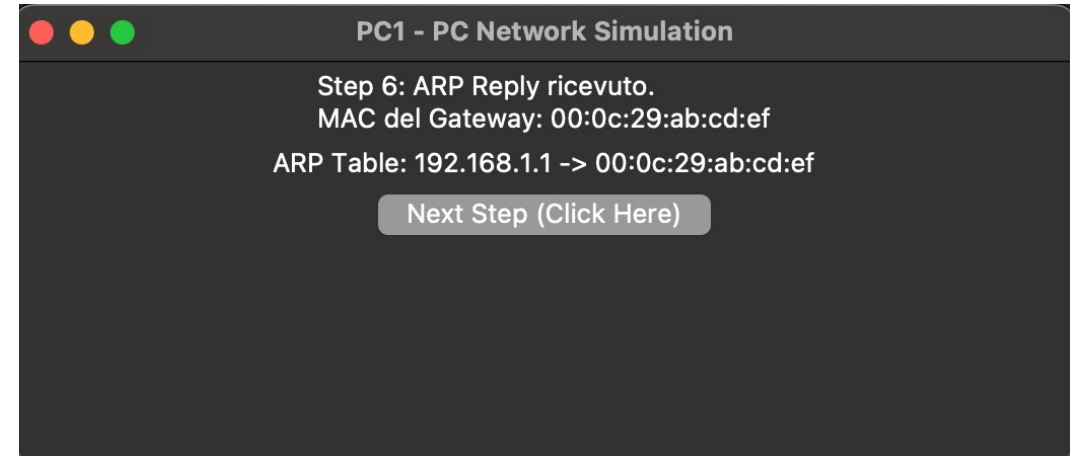 PC1 - PC Network Simulation
Step 6: ARP Reply ricevuto.
MAC del Gateway: 00:0c:29:ab:cd:ef
ARP Table: 192.168.1.1 -> 00:0c:29:ab:cd:ef
Next Step (Click Here)